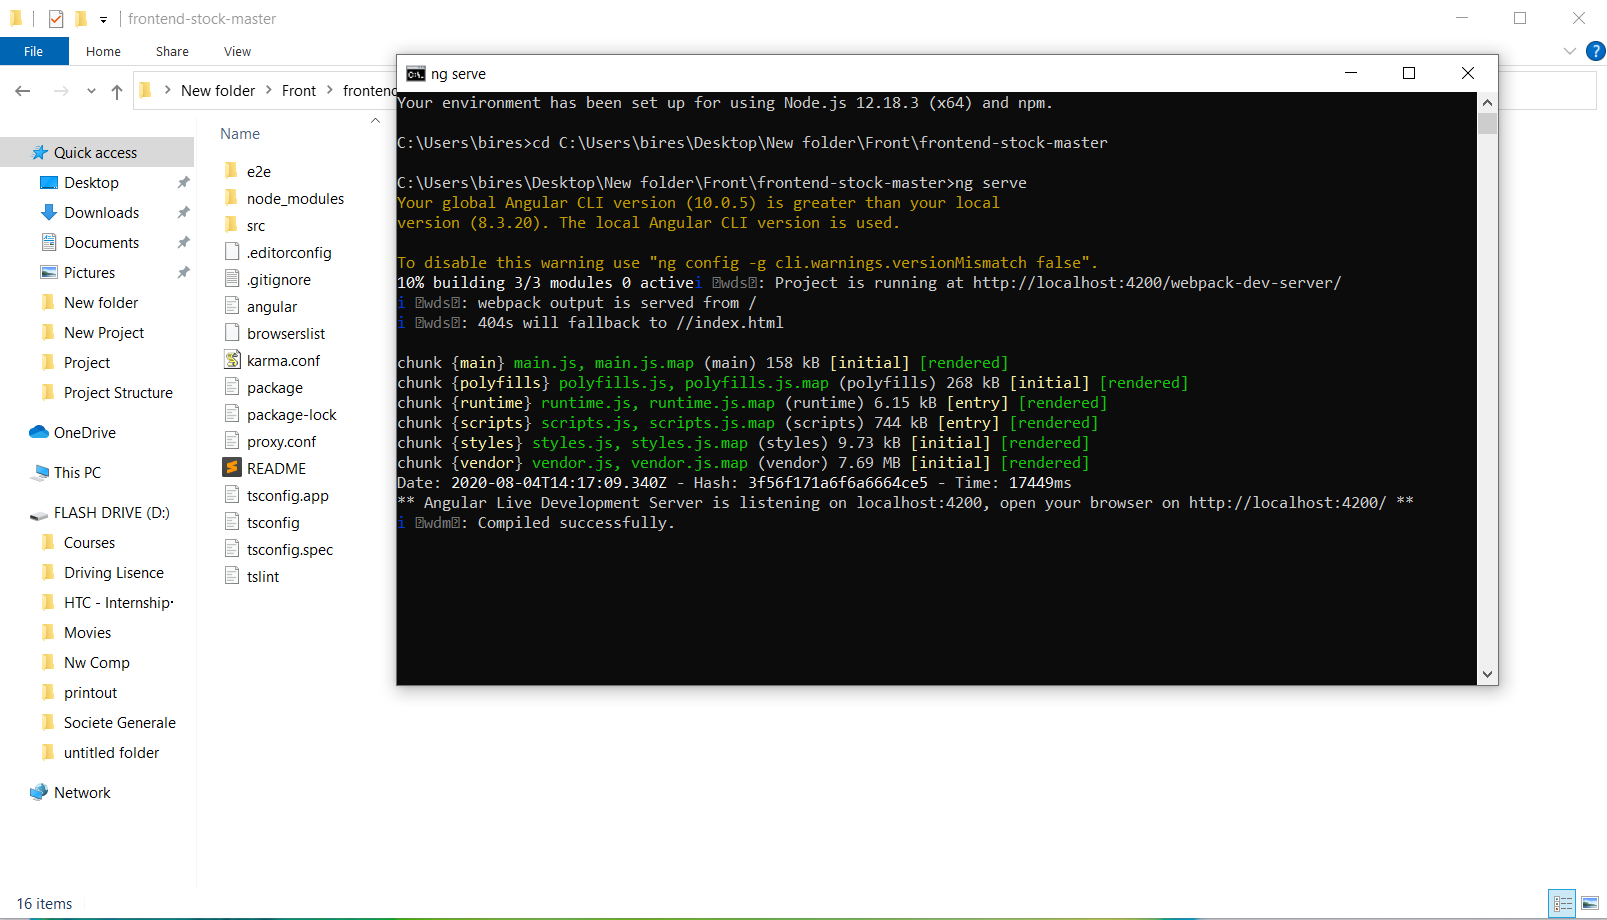 frontend-stock-master
File Home Share View
New folder Front frontend
Name
Quick access
Desktop
Downloads
Documents
Pictures
New folder
New Project
Project
Project Structure
OneDrive
This PC
FLASH DRIVE (D:)
Courses
Driving Lisence
HTC - Internship
Movies
Nw Comp
printout
Societe Generale
untitled folder
Network
e2e
node_modules
src
.editorconfig
.gitignore
angular
browserslist
karma.conf
package
package-lock
proxy.conf
README
tsconfig.app
tsconfig
tsconfig.spec
tslint
ng serve
Your environment has been set up for using Node.js 12.18.3 (x64) and npm.
C:\Users\bires>cd C:\Users\bires\Desktop\New folder\Front\frontend-stock-master
C:\Users\bires\Desktop\New folder\Front\frontend-stock-master>ng serve
Your global Angular CLI version (10.0.5) is greater than your local
version (8.3.20). The local Angular CLI version is used.
To disable this warning use "ng config -g cli.warnings.versionMismatch false".
10% building 3/3 modules 0 activei ⍰wds⍰: Project is running at http://localhost:4200/webpack-dev-server/
i ⍰wds⍰: webpack output is served from /
i ⍰wds⍰: 404s will fallback to //index.html
chunk {main} main.js, main.js.map (main) 158 kB [initial] [rendered]
chunk {polyfills} polyfills.js, polyfills.js.map (polyfills) 268 kB [initial] [rendered]
chunk {runtime} runtime.js, runtime.js.map (runtime) 6.15 kB [entry] [rendered]
chunk {scripts} scripts.js, scripts.js.map (scripts) 744 kB [entry] [rendered]
chunk {styles} styles.js, styles.js.map (styles) 9.73 kB [initial] [rendered]
chunk {vendor} vendor.js, vendor.js.map (vendor) 7.69 MB [initial] [rendered]
Date: 2020-08-04T14:17:09.340Z - Hash: 3f56f171a6f6a6664ce5 - Time: 17449ms
** Angular Live Development Server is listening on localhost:4200, open your browser on http://localhost:4200/ **
i ⍰wdm⍰: Compiled successfully.
16 items